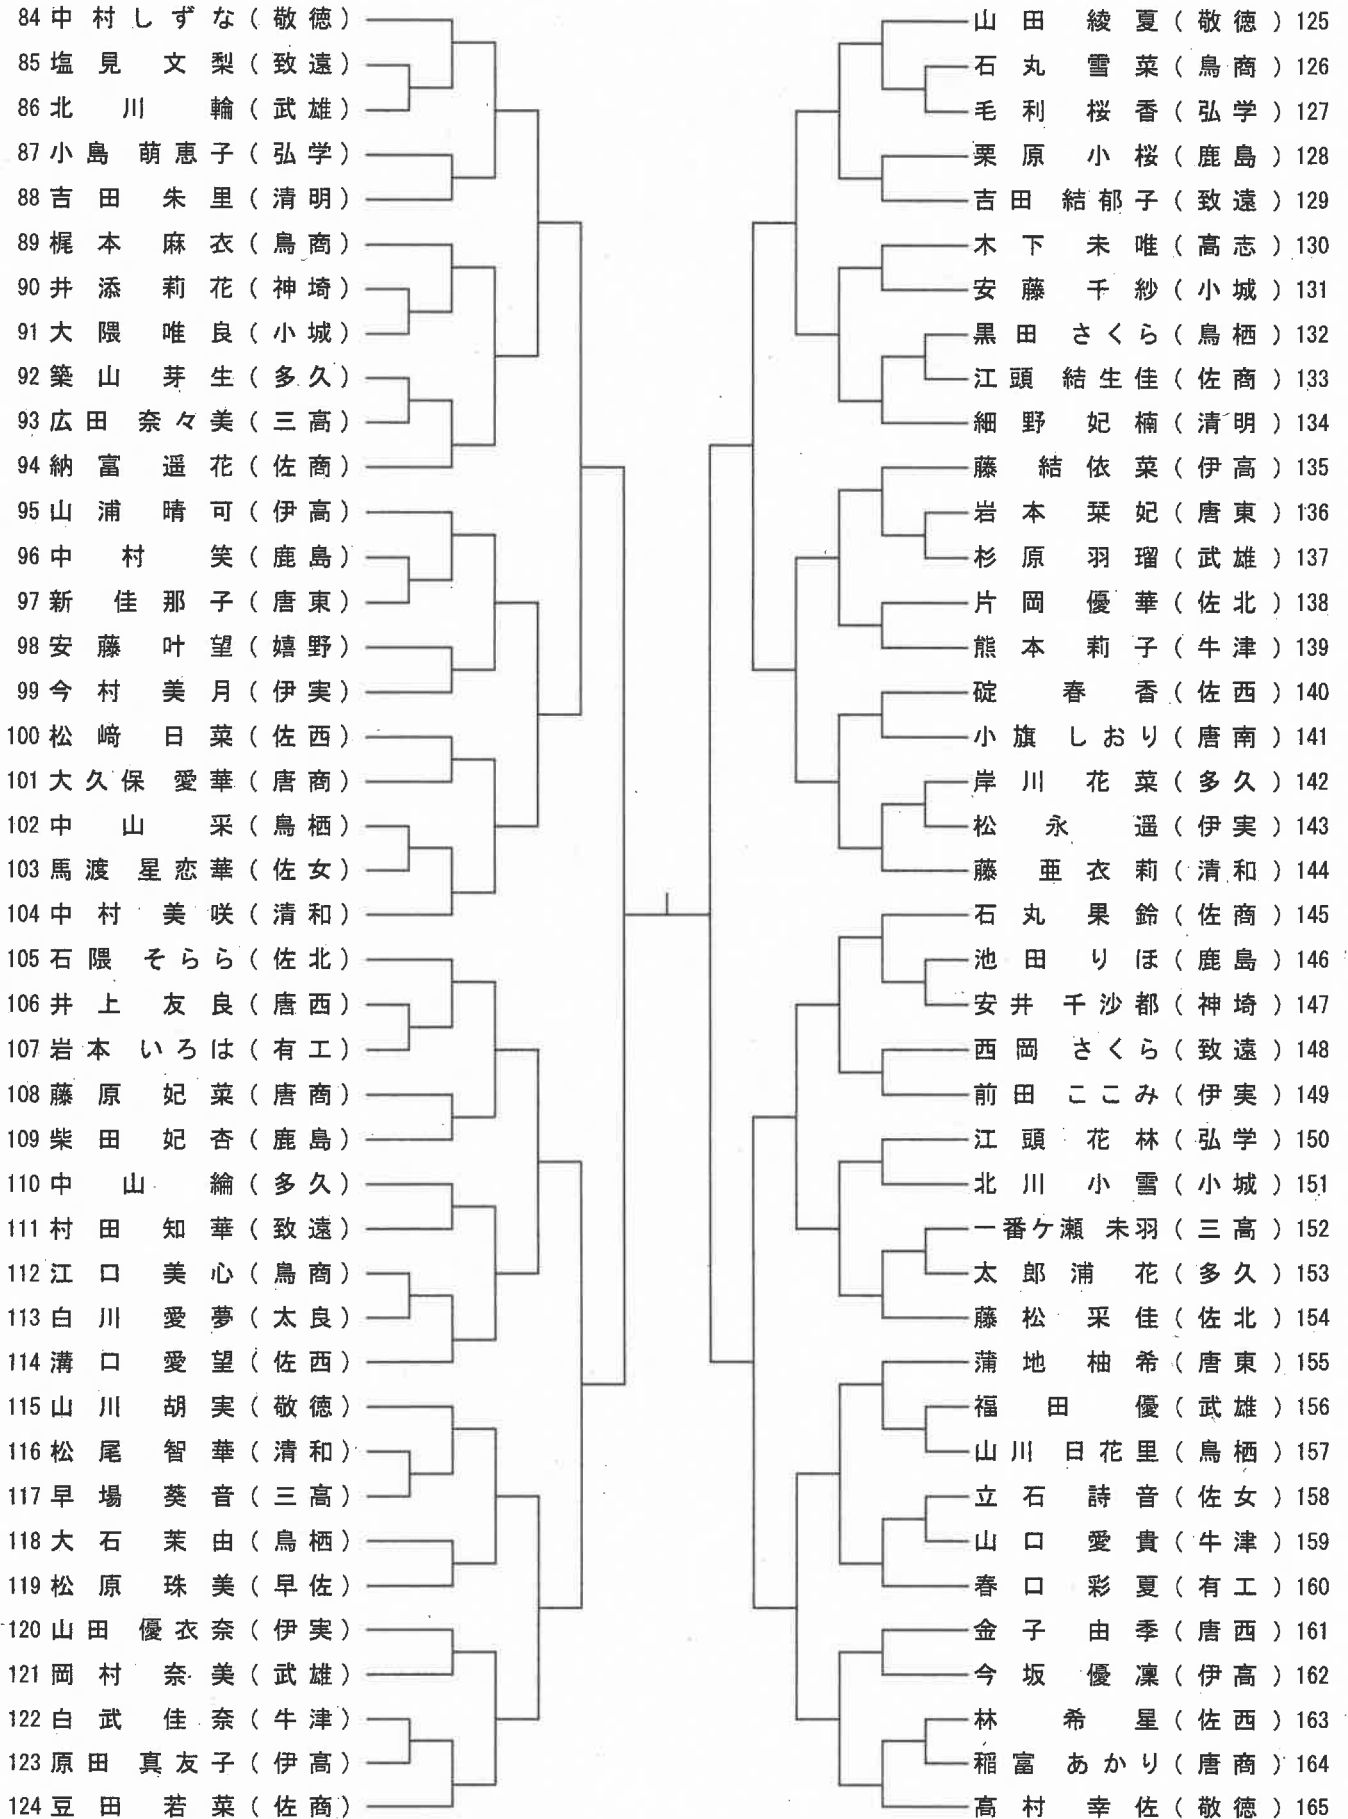 84 中村しずな（敬徳）
85 塩見文梨（致遠）
86 北川輪（武雄）
87 小島萌恵子（弘学）
88 吉田朱里（清明）
89 梶本麻衣（鳥商）
90 井添莉花（神埼）
91 大隈唯良（小城）
92 築山芽生（多久）
93 広田奈々美（三高）
94 納富遥花（佐商）
95 山浦晴可（伊高）
96 中村笑（鹿島）
97 新佳那子（唐東）
98 安藤叶望（嬉野）
99 今村美月（伊実）
100 松﨑日菜（佐西）
101 大久保愛華（唐商）
102 中山采（鳥栖）
103 馬渡星恋華（佐女）
104 中村美咲（清和）
105 石隈そらら（佐北）
106 井上友良（唐西）
107 岩本いろは（有工）
108 藤原妃菜（唐商）
109 柴田妃杏（鹿島）
110 中山綸（多久）
111 村田知華（致遠）
112 江口美心（鳥商）
113 白川愛夢（太良）
114 溝口愛望（佐西）
115 山川胡実（敬徳）
116 松尾智華（清和）
117 早場葵音（三高）
118 大石茉由（鳥栖）
119 松原珠美（早佐）
120 山田優衣奈（伊実）
121 岡村奈美（武雄）
122 白武佳奈（牛津）
123 原田真友子（伊高）
124 豆田若菜（佐商）
山田綾夏（敬徳）125
石丸雪菜（鳥商）126
毛利桜香（弘学）127
栗原小桜（鹿島）128
吉田結郁子（致遠）129
木下未唯（高志）130
安藤千紗（小城）131
黒田さくら（鳥栖）132
江頭結生佳（佐商）133
細野妃楠（清明）134
藤結依菜（伊高）135
岩本栞妃（唐東）136
杉原羽瑠（武雄）137
片岡優華（佐北）138
熊本莉子（牛津）139
碇春香（佐西）140
小旗しおり（唐南）141
岸川花菜（多久）142
松永遥（伊実）143
藤亜衣莉（清和）144
石丸果鈴（佐商）145
池田りほ（鹿島）146
安井千沙都（神埼）147
西岡さくら（致遠）148
前田ここみ（伊実）149
江頭花林（弘学）150
北川小雪（小城）151
一番ケ瀬未羽（三高）152
太郎浦花（多久）153
藤松采佳（佐北）154
蒲地柚希（唐東）155
福田優（武雄）156
山川日花里（鳥栖）157
立石詩音（佐女）158
山口愛貴（牛津）159
春口彩夏（有工）160
金子由季（唐西）161
今坂優凜（伊高）162
林希星（佐西）163
稲富あかり（唐商）164
髙村幸佐（敬徳）165